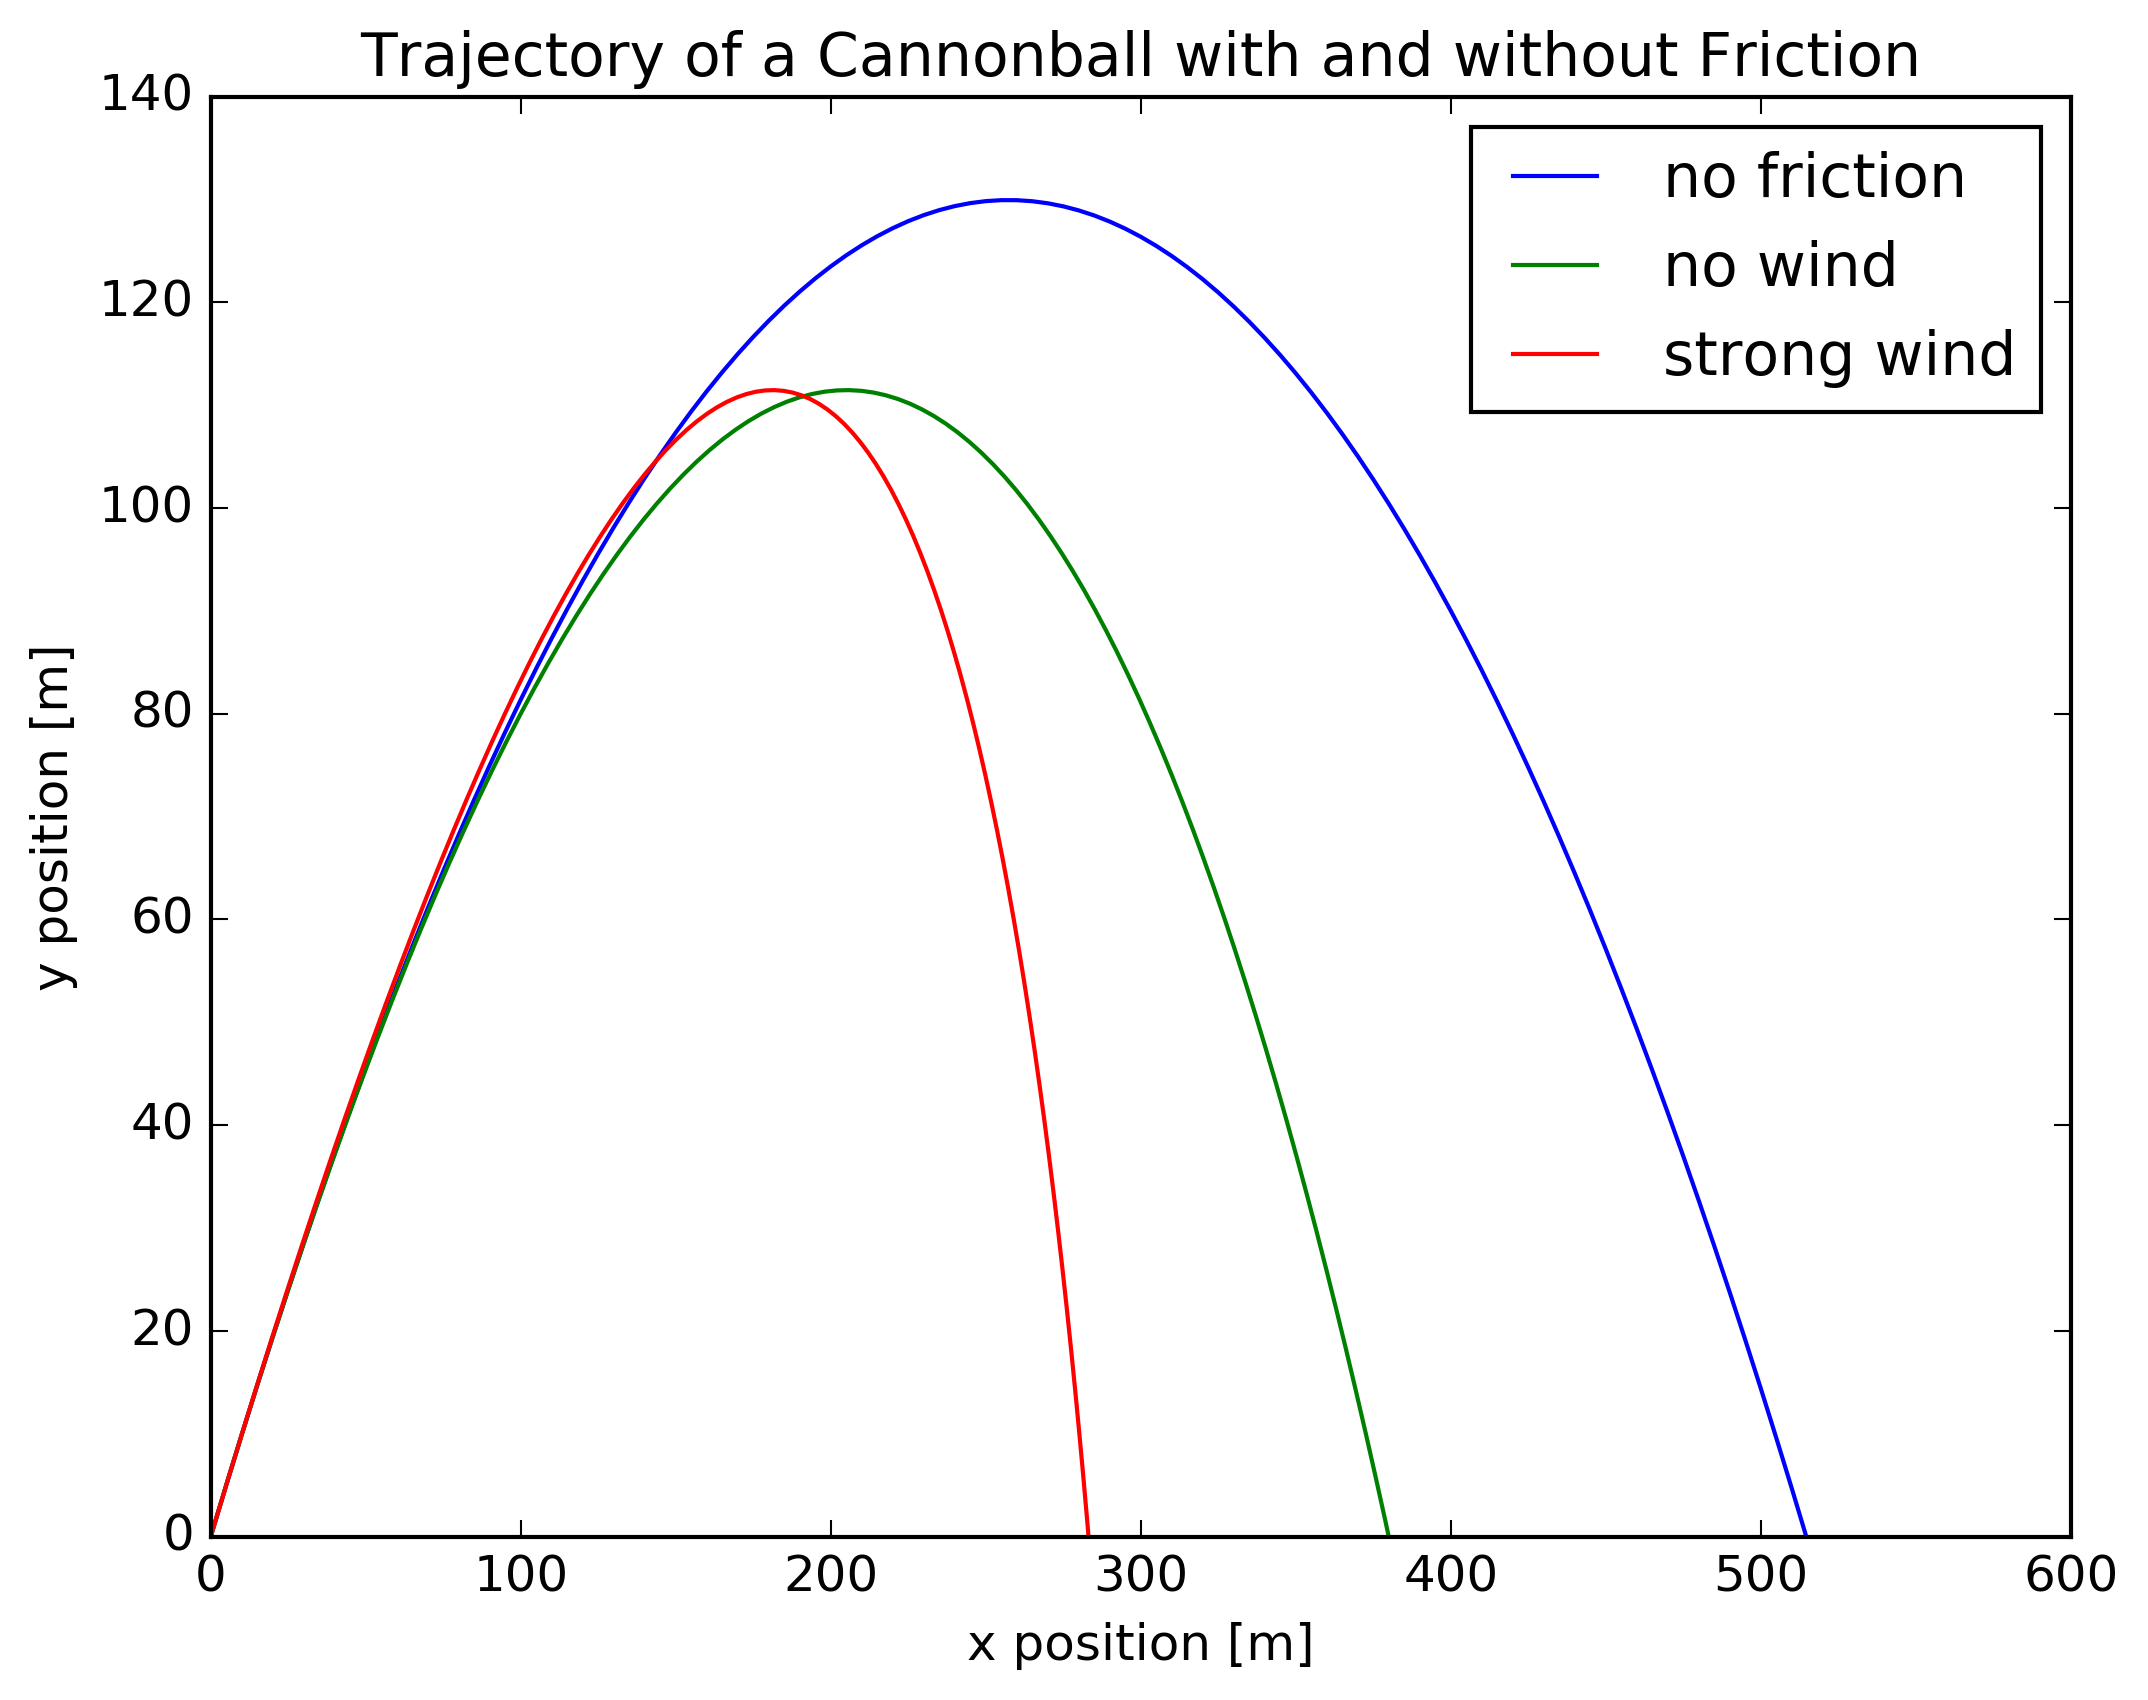 Trajectory of a Cannonball with and without Friction
140
120
100
80
60
40
20
0
y position [m]
no friction
no wind
strong wind
0 100 200 300 400 500 600
x position [m]